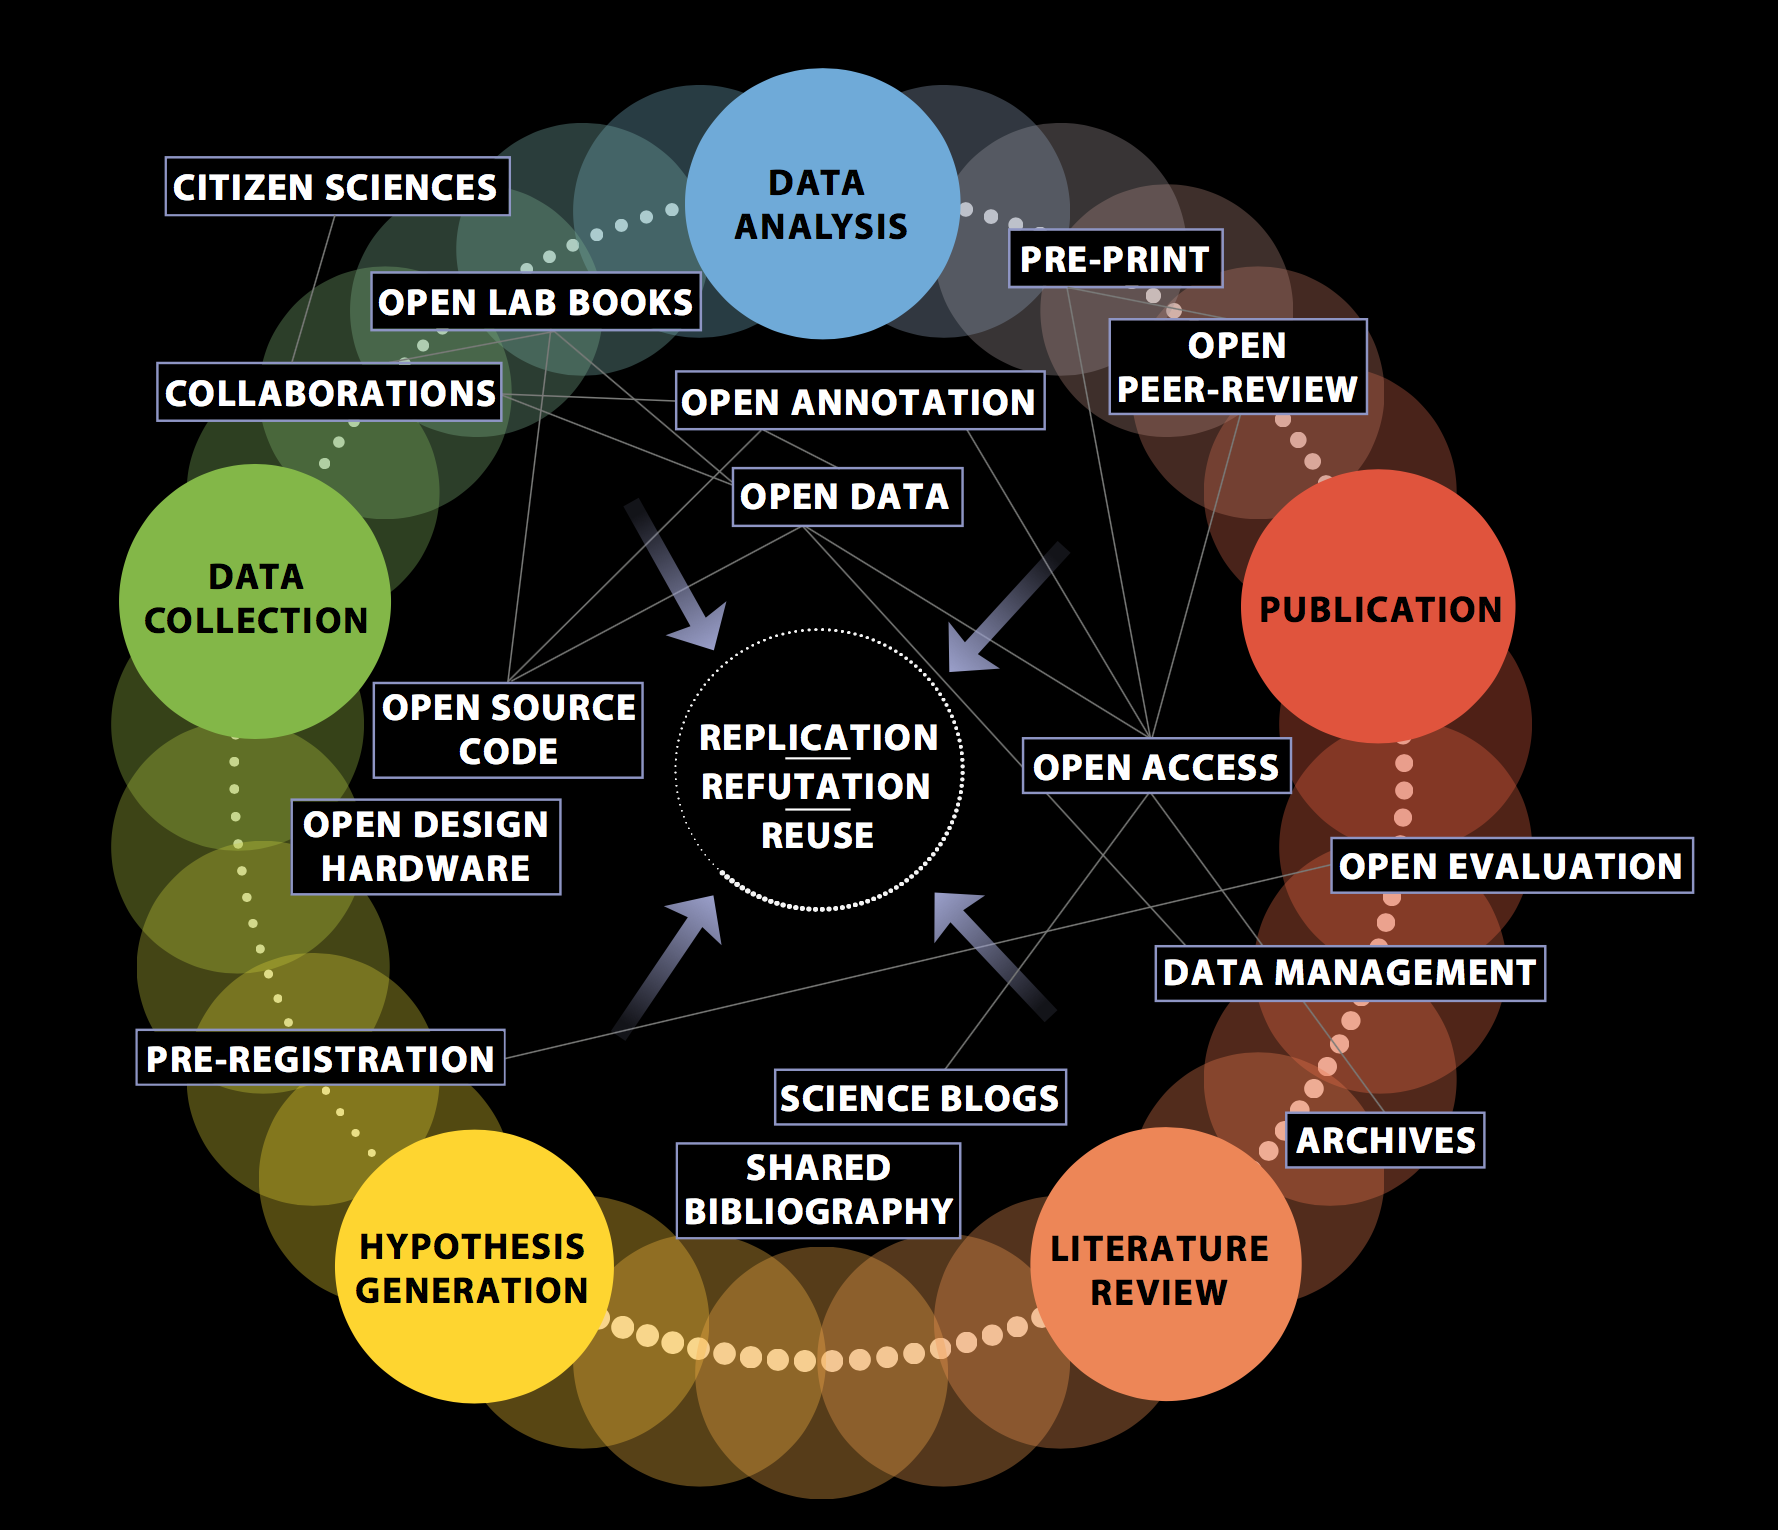 DATA
ANALYSIS
CITIZEN SCIENCES
PRE-PRINT
OPEN LAB BOOKS
OPEN
PEER-REVIEW
COLLABORATIONS
OPEN ANNOTATION
OPEN DATA
DATA
COLLECTION
PUBLICATION
OPEN SOURCE
CODE
REPLICATION
REFUTATION
REUSE
OPEN ACCESS
OPEN DESIGN
HARDWARE
OPEN EVALUATION
DATA MANAGEMENT
PRE-REGISTRATION
SCIENCE BLOGS
ARCHIVES
SHARED
BIBLIOGRAPHY
HYPOTHESIS
GENERATION
LITERATURE
REVIEW